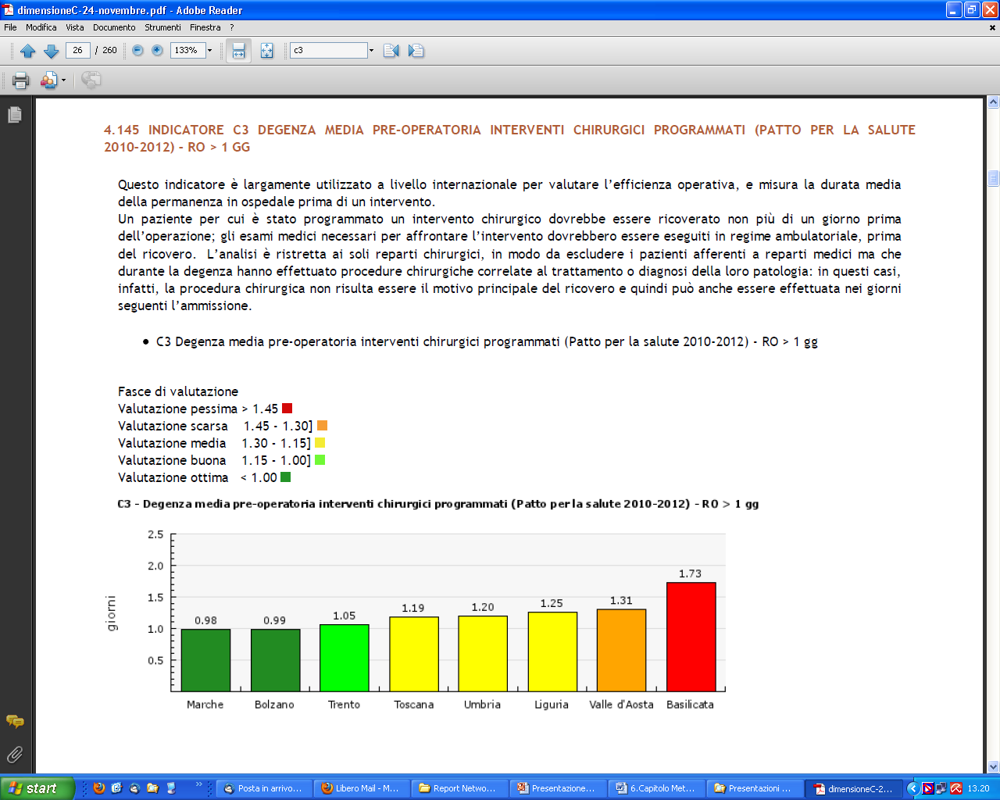 dimensioneC-24-novembre.pdf - Adobe Reader
File Modifica Vista Documento Strumenti Finestra ?
26 / 260 133% c3
4.145 INDICATORE C3 DEGENZA MEDIA PRE-OPERATORIA INTERVENTI CHIRURGICI PROGRAMMATI (PATTO PER LA SALUTE
2010-2012) - RO > 1 GG
Questo indicatore è largamente utilizzato a livello internazionale per valutare l'efficienza operativa, e misura la durata media
della permanenza in ospedale prima di un intervento.
Un paziente per cui è stato programmato un intervento chirurgico dovrebbe essere ricoverato non più di un giorno prima
dell'operazione; gli esami medici necessari per affrontare l'intervento dovrebbero essere eseguiti in regime ambulatoriale, prima
del ricovero. L'analisi è ristretta ai soli reparti chirurgici, in modo da escludere i pazienti afferenti a reparti medici ma che
durante la degenza hanno effettuato procedure chirurgiche correlate al trattamento o diagnosi della loro patologia: in questi casi,
infatti, la procedura chirurgica non risulta essere il motivo principale del ricovero e quindi può anche essere effettuata nei giorni
seguenti l'ammissione.
• C3 Degenza media pre-operatoria interventi chirurgici programmati (Patto per la salute 2010-2012) - RO > 1 gg
Fasce di valutazione
Valutazione pessima > 1.45
Valutazione scarsa 1.45 - 1.30]
Valutazione media 1.30 - 1.15]
Valutazione buona 1.15 - 1.00]
Valutazione ottima < 1.00
C3 - Degenza media pre-operatoria interventi chirurgici programmati (Patto per la salute 2010-2012) - RO > 1 gg
giorni
2.5
2.0
1.5
1.0
0.5
0.98 0.99 1.05 1.19 1.20 1.25 1.31 1.73
Marche Bolzano Trento Toscana Umbria Liguria Valle d'Aosta Basilicata
start Posta in arrivo... Libero Mail - M... Report Netwo... Presentazione... 6.Capitolo Met... Presentazioni ... dimensioneC-2... 13.20